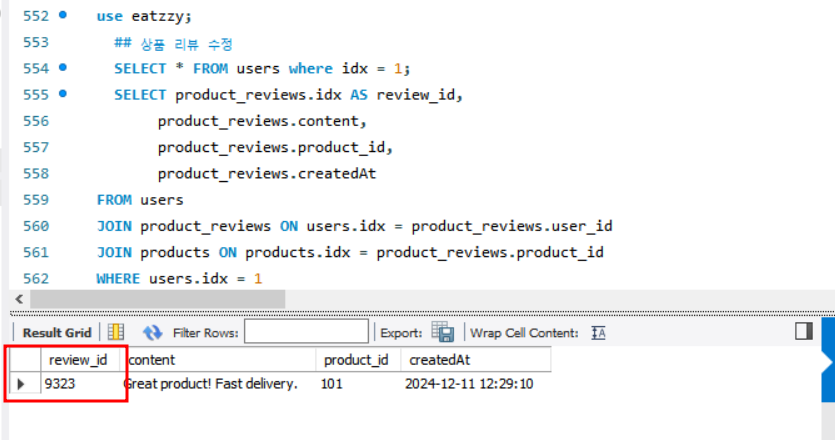 552 use eatzzy;
553 ## 상품 리뷰 수정
554 SELECT * FROM users where idx = 1;
555 SELECT product_reviews.idx AS review_id,
556 product_reviews.content,
557 product_reviews.product_id,
558 product_reviews.createdAt
559 FROM users
560 JOIN product_reviews ON users.idx = product_reviews.user_id
561 JOIN products ON products.idx = product_reviews.product_id
562 WHERE users.idx = 1
Result Grid Filter Rows: Export: Wrap Cell Content:
review_id content product_id createdAt
9323 Great product! Fast delivery. 101 2024-12-11 12:29:10